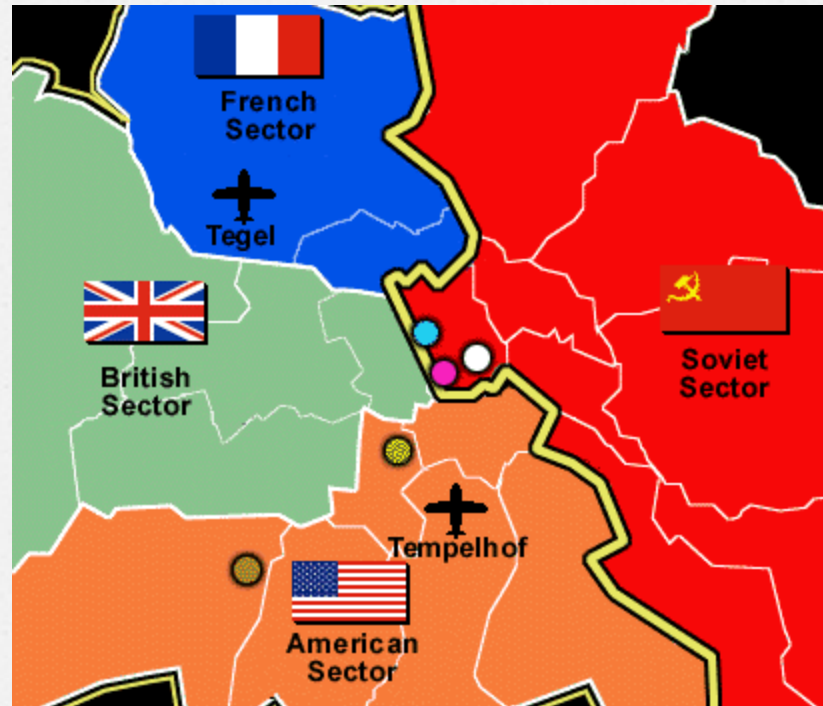 French
Sector
Tegel
British
Sector
Soviet
Sector
Tempelhof
American
Sector